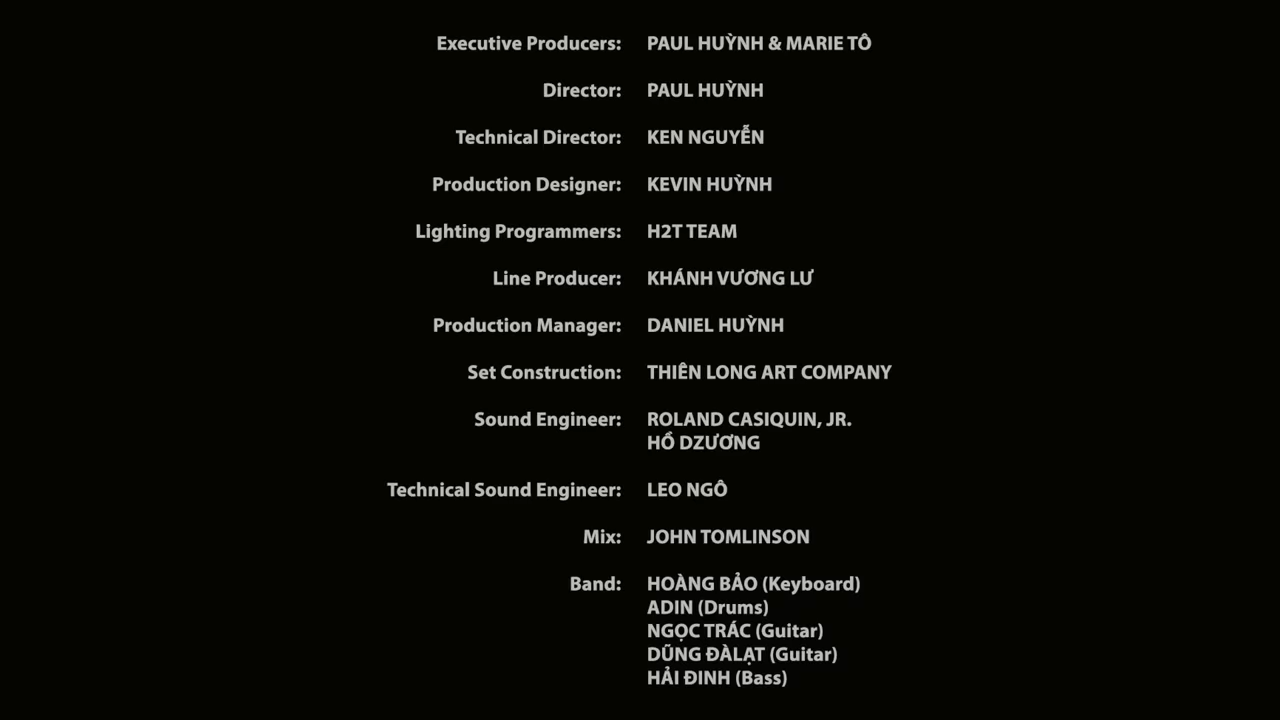 Executive Producers: PAUL HUỲNH & MARIE TÔ
Director: PAUL HUỲNH
Technical Director: KEN NGUYỄN
Production Designer: KEVIN HUỲNH
Lighting Programmers: H2T TEAM
Line Producer: KHÁNH VƯƠNG LƯ
Production Manager: DANIEL HUỲNH
Set Construction: THIÊN LONG ART COMPANY
Sound Engineer: ROLAND CASIQUIN, JR.
HỒ DZƯƠNG
Technical Sound Engineer: LEO NGÔ
Mix: JOHN TOMLINSON
Band: HOÀNG BẢO (Keyboard)
ADIN (Drums)
NGỌC TRÁC (Guitar)
DŨNG ĐÀLẠT (Guitar)
HẢI ĐINH (Bass)